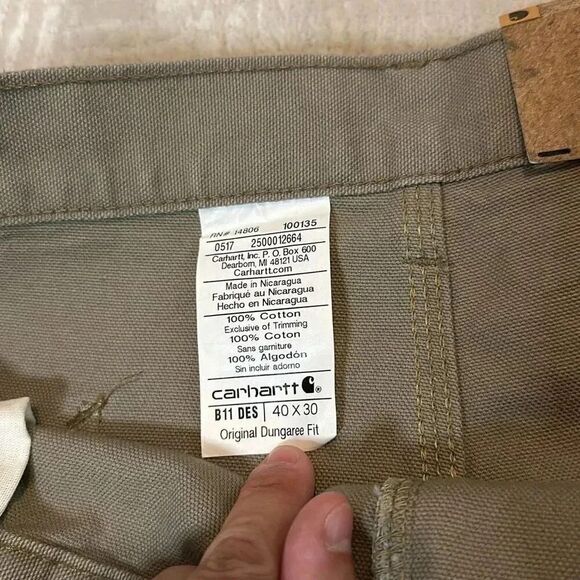 RN# 14806 100135
0517 2500012664
Carhartt, Inc. P. O. Box 600
Dearborn, MI 48121 USA
Carhartt.com
Made in Nicaragua
Fabriqué au Nicaragua
Hecho en Nicaragua
100% Cotton
Exclusive of Trimming
100% Coton
Sans garniture
100% Algodón
Sin incluir adorno
carhartt®
B11 DES | 40 X 30
Original Dungaree Fit